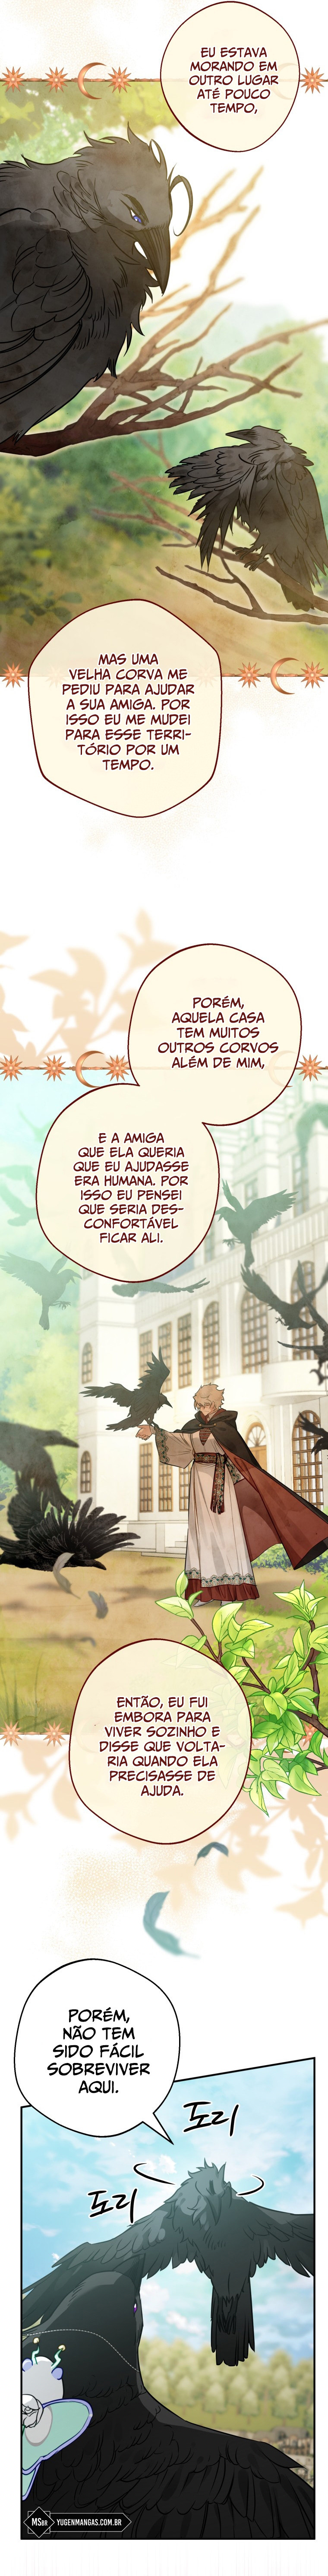 EU ESTAVA
MORANDO EM
OUTRO LUGAR
ATÉ POUCO
TEMPO,
MAS UMA
VELHA CORVA ME
PEDIU PARA AJUDAR
A SUA AMIGA. POR
ISSO EU ME MUDEI
PARA ESSE TERRI-
TÓRIO POR UM
TEMPO.
PORÉM,
AQUELA CASA
TEM MUITOS
OUTROS CORVOS
ALÉM DE MIM,
E A AMIGA
QUE ELA QUERIA
QUE EU AJUDASSE
ERA HUMANA. POR
ISSO EU PENSEI
QUE SERIA DES-
CONFORTÁVEL
FICAR ALI.
ENTÃO, EU FUI
EMBORA PARA
VIVER SOZINHO E
DISSE QUE VOLTA-
RIA QUANDO ELA
PRECISASSE DE
AJUDA.
PORÉM,
NÃO TEM
SIDO FÁCIL
SOBREVIVER
AQUI.
도리
도리
MSBR YUGENMANGAS.COM.BR